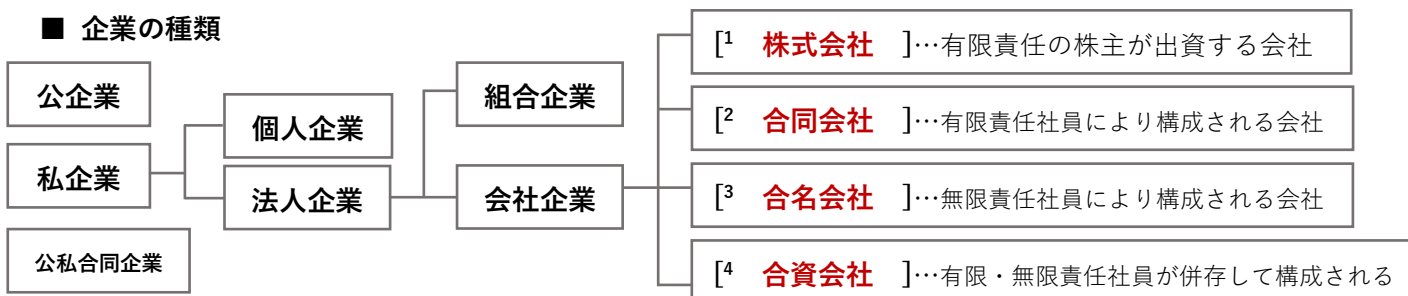 ■ 企業の種類
公企業
私企業
公私合同企業
個人企業
法人企業
組合企業
会社企業
[¹ 株式会社 ]…有限責任の株主が出資する会社
[² 合同会社 ]…有限責任社員により構成される会社
[³ 合名会社 ]…無限責任社員により構成される会社
[⁴ 合資会社 ]…有限・無限責任社員が併存して構成される